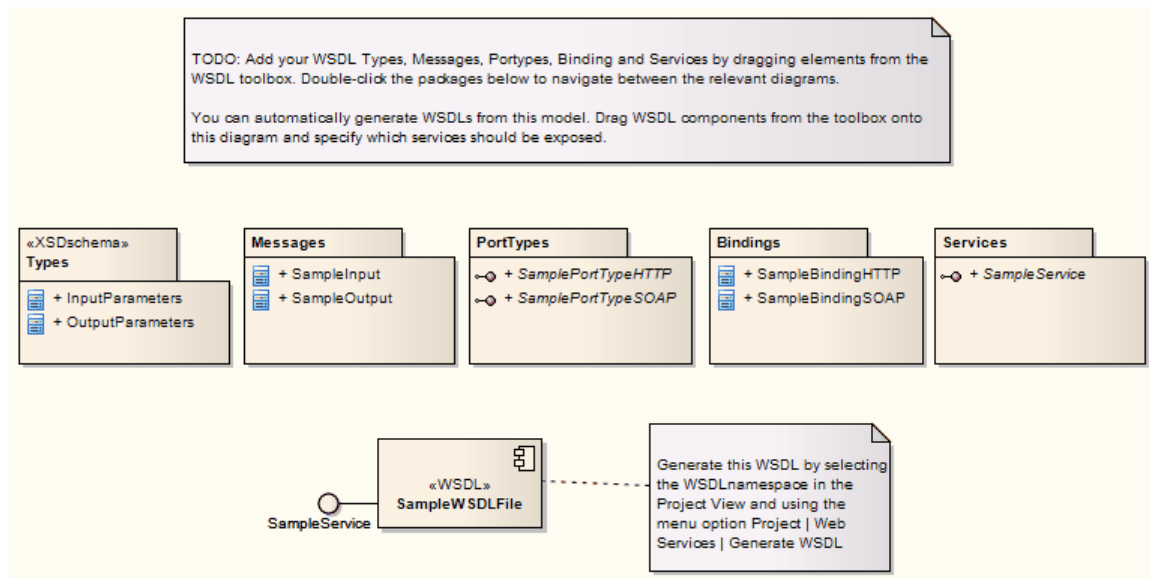 TODO: Add your WSDL Types, Messages, Portypes, Binding and Services by dragging elements from the
WSDL toolbox. Double-click the packages below to navigate between the relevant diagrams.
You can automatically generate WSDLs from this model. Drag WSDL components from the toolbox onto
this diagram and specify which services should be exposed.
«XSDschema»
Types
+ InputParameters
+ OutputParameters
Messages
+ SampleInput
+ SampleOutput
PortTypes
+ SamplePortTypeHTTP
+ SamplePortTypeSOAP
Bindings
+ SampleBindingHTTP
+ SampleBindingSOAP
Services
+ SampleService
«WSDL»
SampleWSDLFile
SampleService
Generate this WSDL by selecting
the WSDLnamespace in the
Project View and using the
menu option Project | Web
Services | Generate WSDL